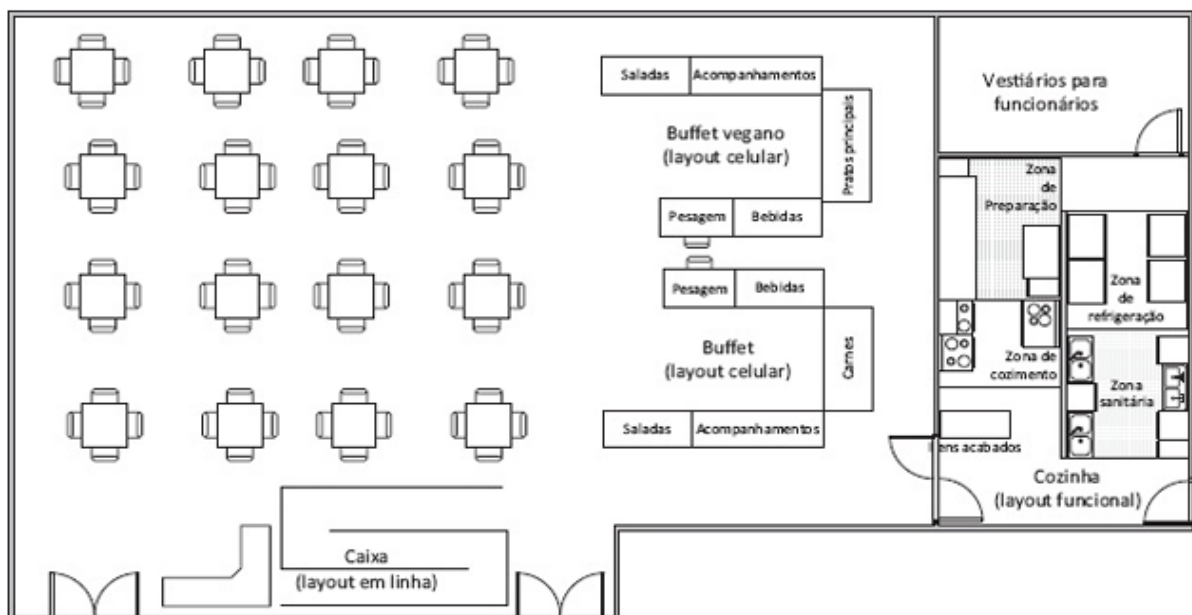 Saladas
Acompanhamentos
Buffet vegano
(layout celular)
Pratos principais
Pesagem
Bebidas
Pesagem
Bebidas
Buffet
(layout celular)
Carnes
Saladas
Acompanhamentos
Caixa
(layout em linha)
Vestiários para
funcionários
Zona
de
Preparação
Zona
de
refrigeração
Zona de
cozimento
Zona
sanitária
Itens acabados
Cozinha
(layout funcional)